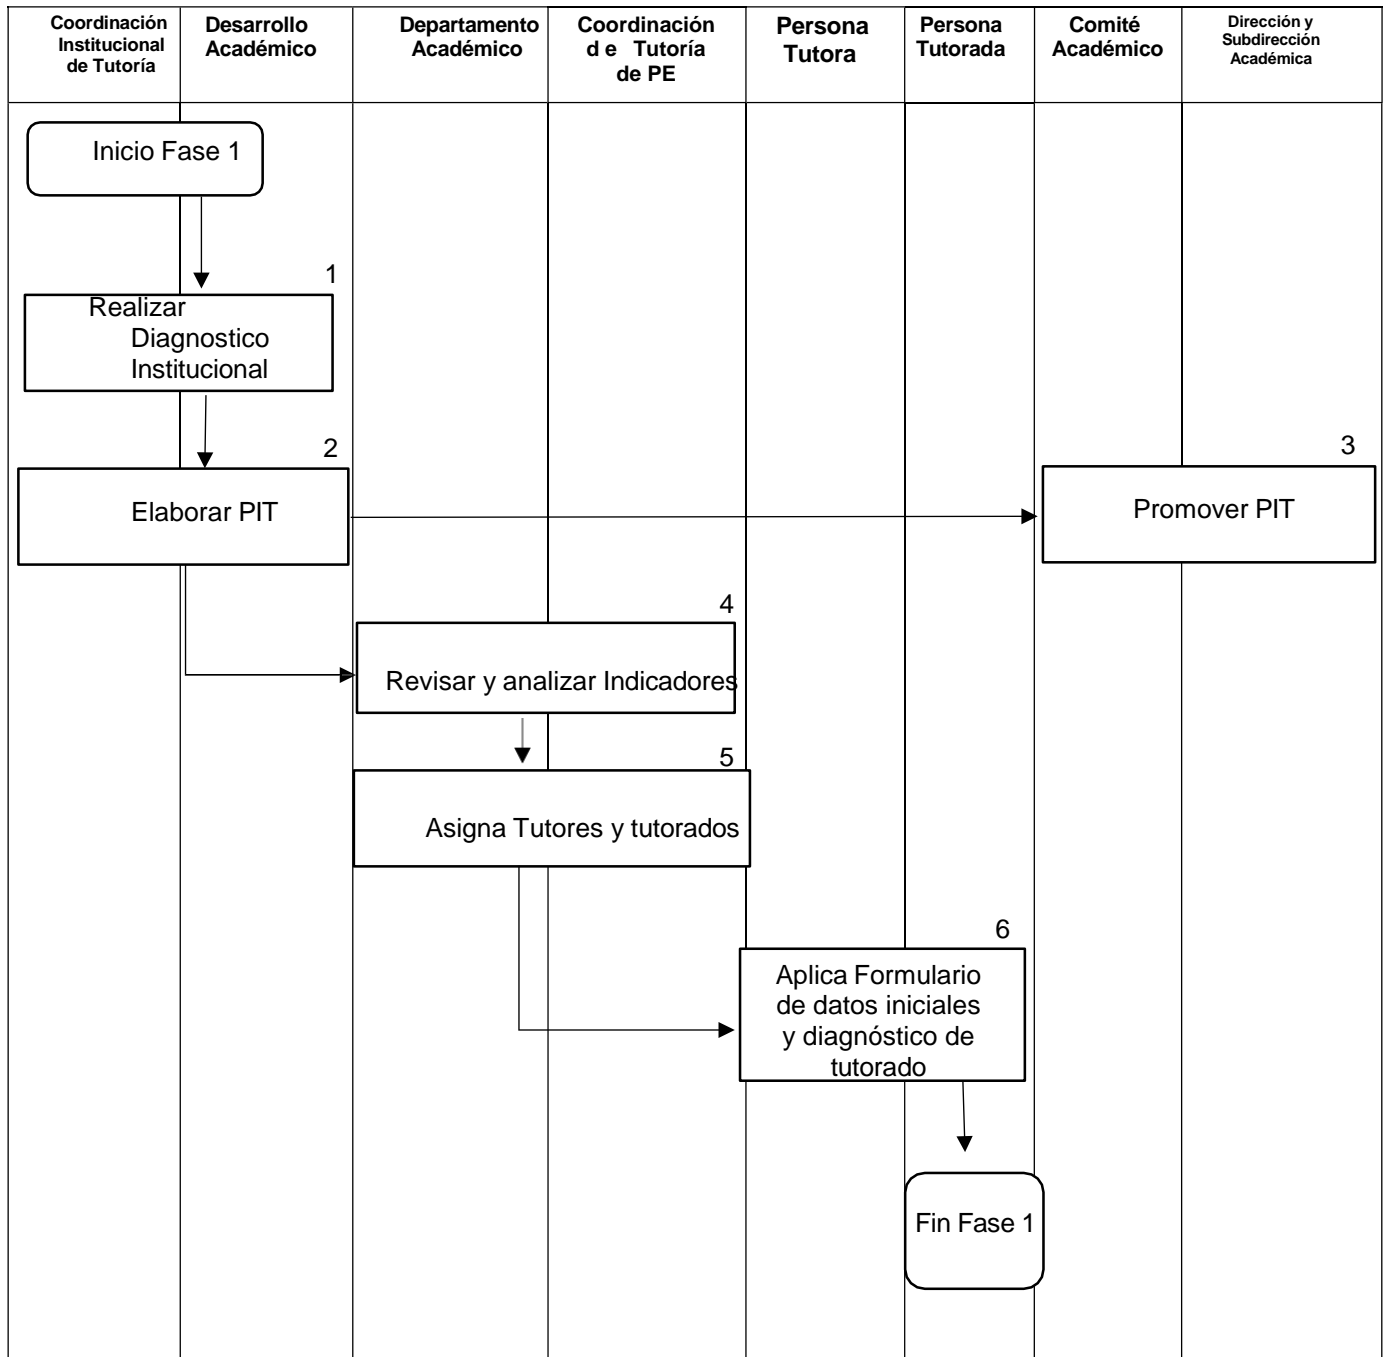 Coordinación
Institucional
de Tutoría
Desarrollo
Académico
Departamento
Académico
Coordinación
d e Tutoría
de PE
Persona
Tutora
Persona
Tutorada
Comité
Académico
Dirección y
Subdirección
Académica
Inicio Fase 1
1
Realizar
Diagnostico
Institucional
2
Elaborar PIT
3
Promover PIT
4
Revisar y analizar Indicadores
5
Asigna Tutores y tutorados
6
Aplica Formulario
de datos iniciales
y diagnóstico de
tutorado
Fin Fase 1